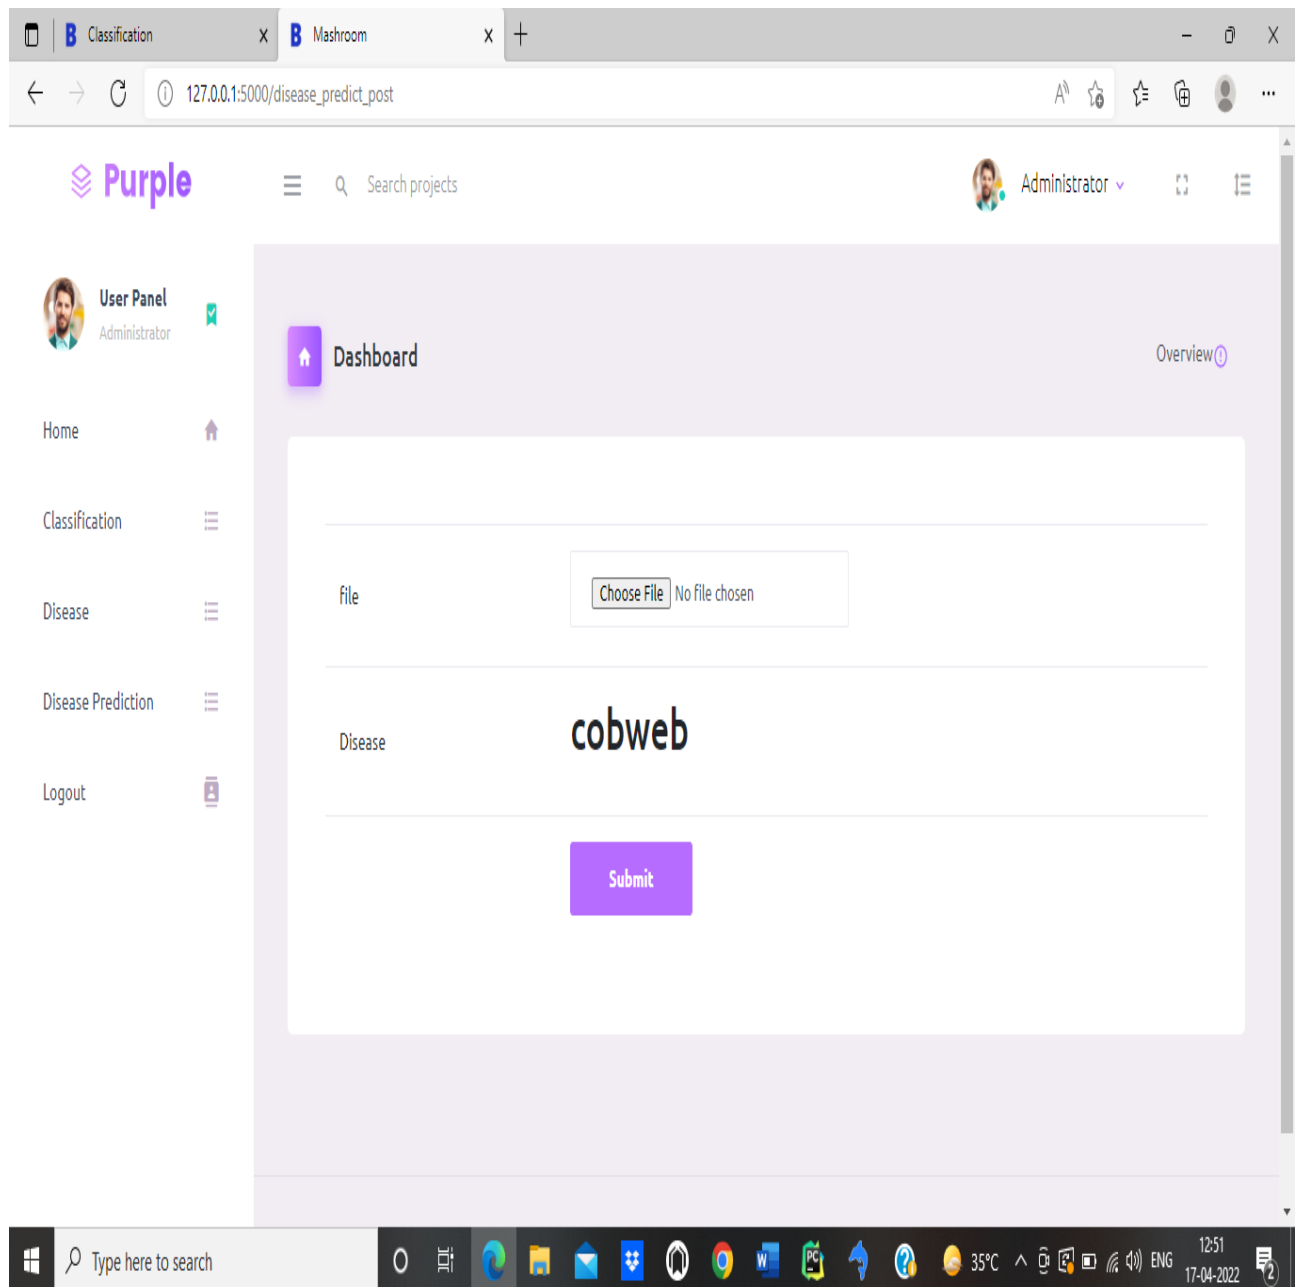 Classification
Mashroom
127.0.0.1:5000/disease_predict_post
Purple
Search projects
Administrator
User Panel
Administrator
Dashboard
Overview
Home
Classification
file
Choose File No file chosen
Disease
Disease Prediction
Disease
cobweb
Logout
Submit
Type here to search
35°C
ENG
12:51
17-04-2022
2